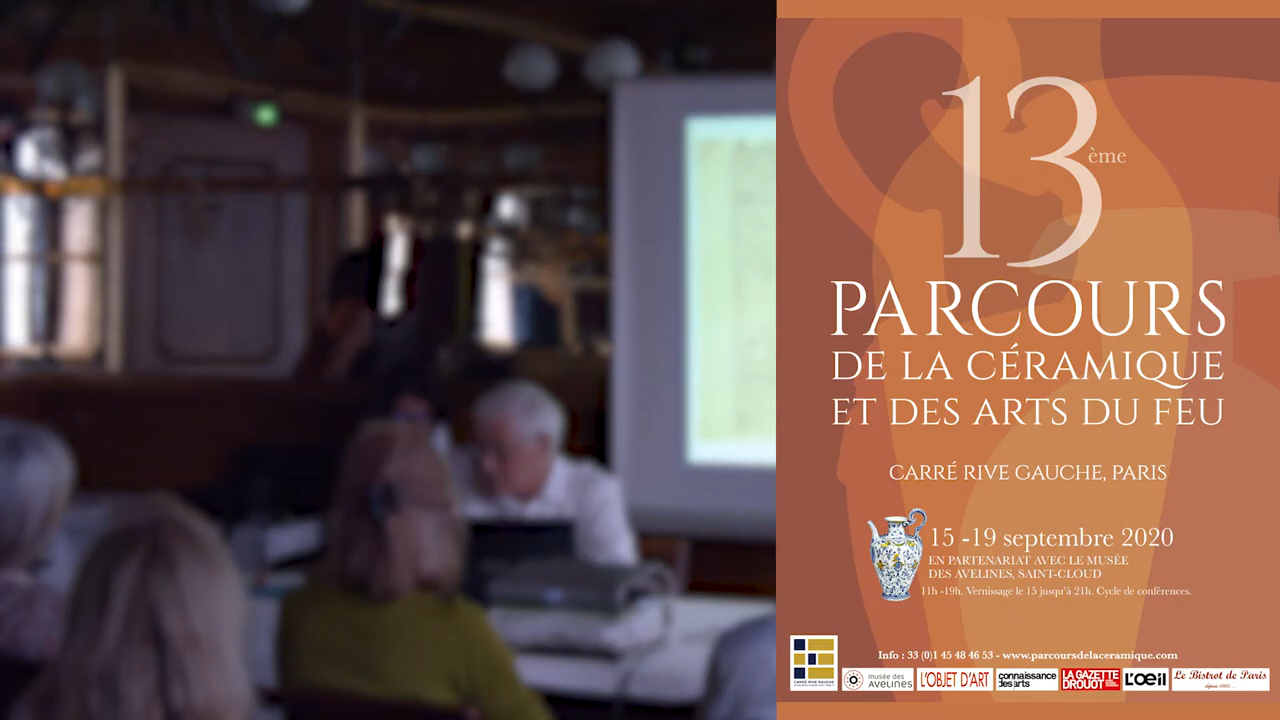 13ème
PARCOURS
DE LA CÉRAMIQUE
ET DES ARTS DU FEU
CARRÉ RIVE GAUCHE, PARIS
15 -19 septembre 2020
EN PARTENARIAT AVEC LE MUSÉE
DES AVELINES, SAINT-CLOUD
11h -19h. Vernissage le 15 jusqu'à 21h. Cycle de conférences.
Info : 33 (0)1 45 48 46 53 - www.parcoursdelaceramique.com
CARRÉ RIVE GAUCHE
musée des
AVELINES
L'OBJET D'ART
connaissance
des arts
LA GAZETTE
DROUOT
L'ŒIL
Le Bistrot de Paris